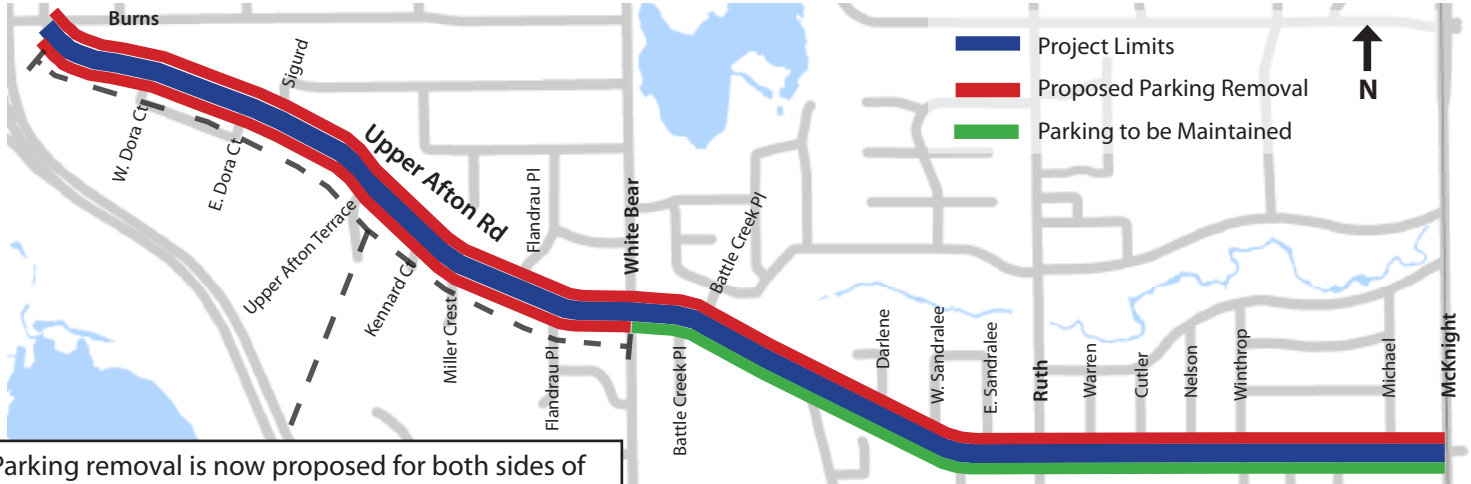 Burns
Sigurd
Project Limits
Proposed Parking Removal
Parking to be Maintained
N
W. Dora Ct
E. Dora Ct
Upper Afton Rd
Upper Afton Terrace
Kennard Ct
Miller Crest
Flandrau Pl
Flandrau Pl
White Bear
Battle Creek Pl
Battle Creek Pl
Darlene
W. Sandralee
E. Sandralee
Ruth
Warren
Cutler
Nelson
Winthrop
Michael
McKnight
Parking removal is now proposed for both sides of